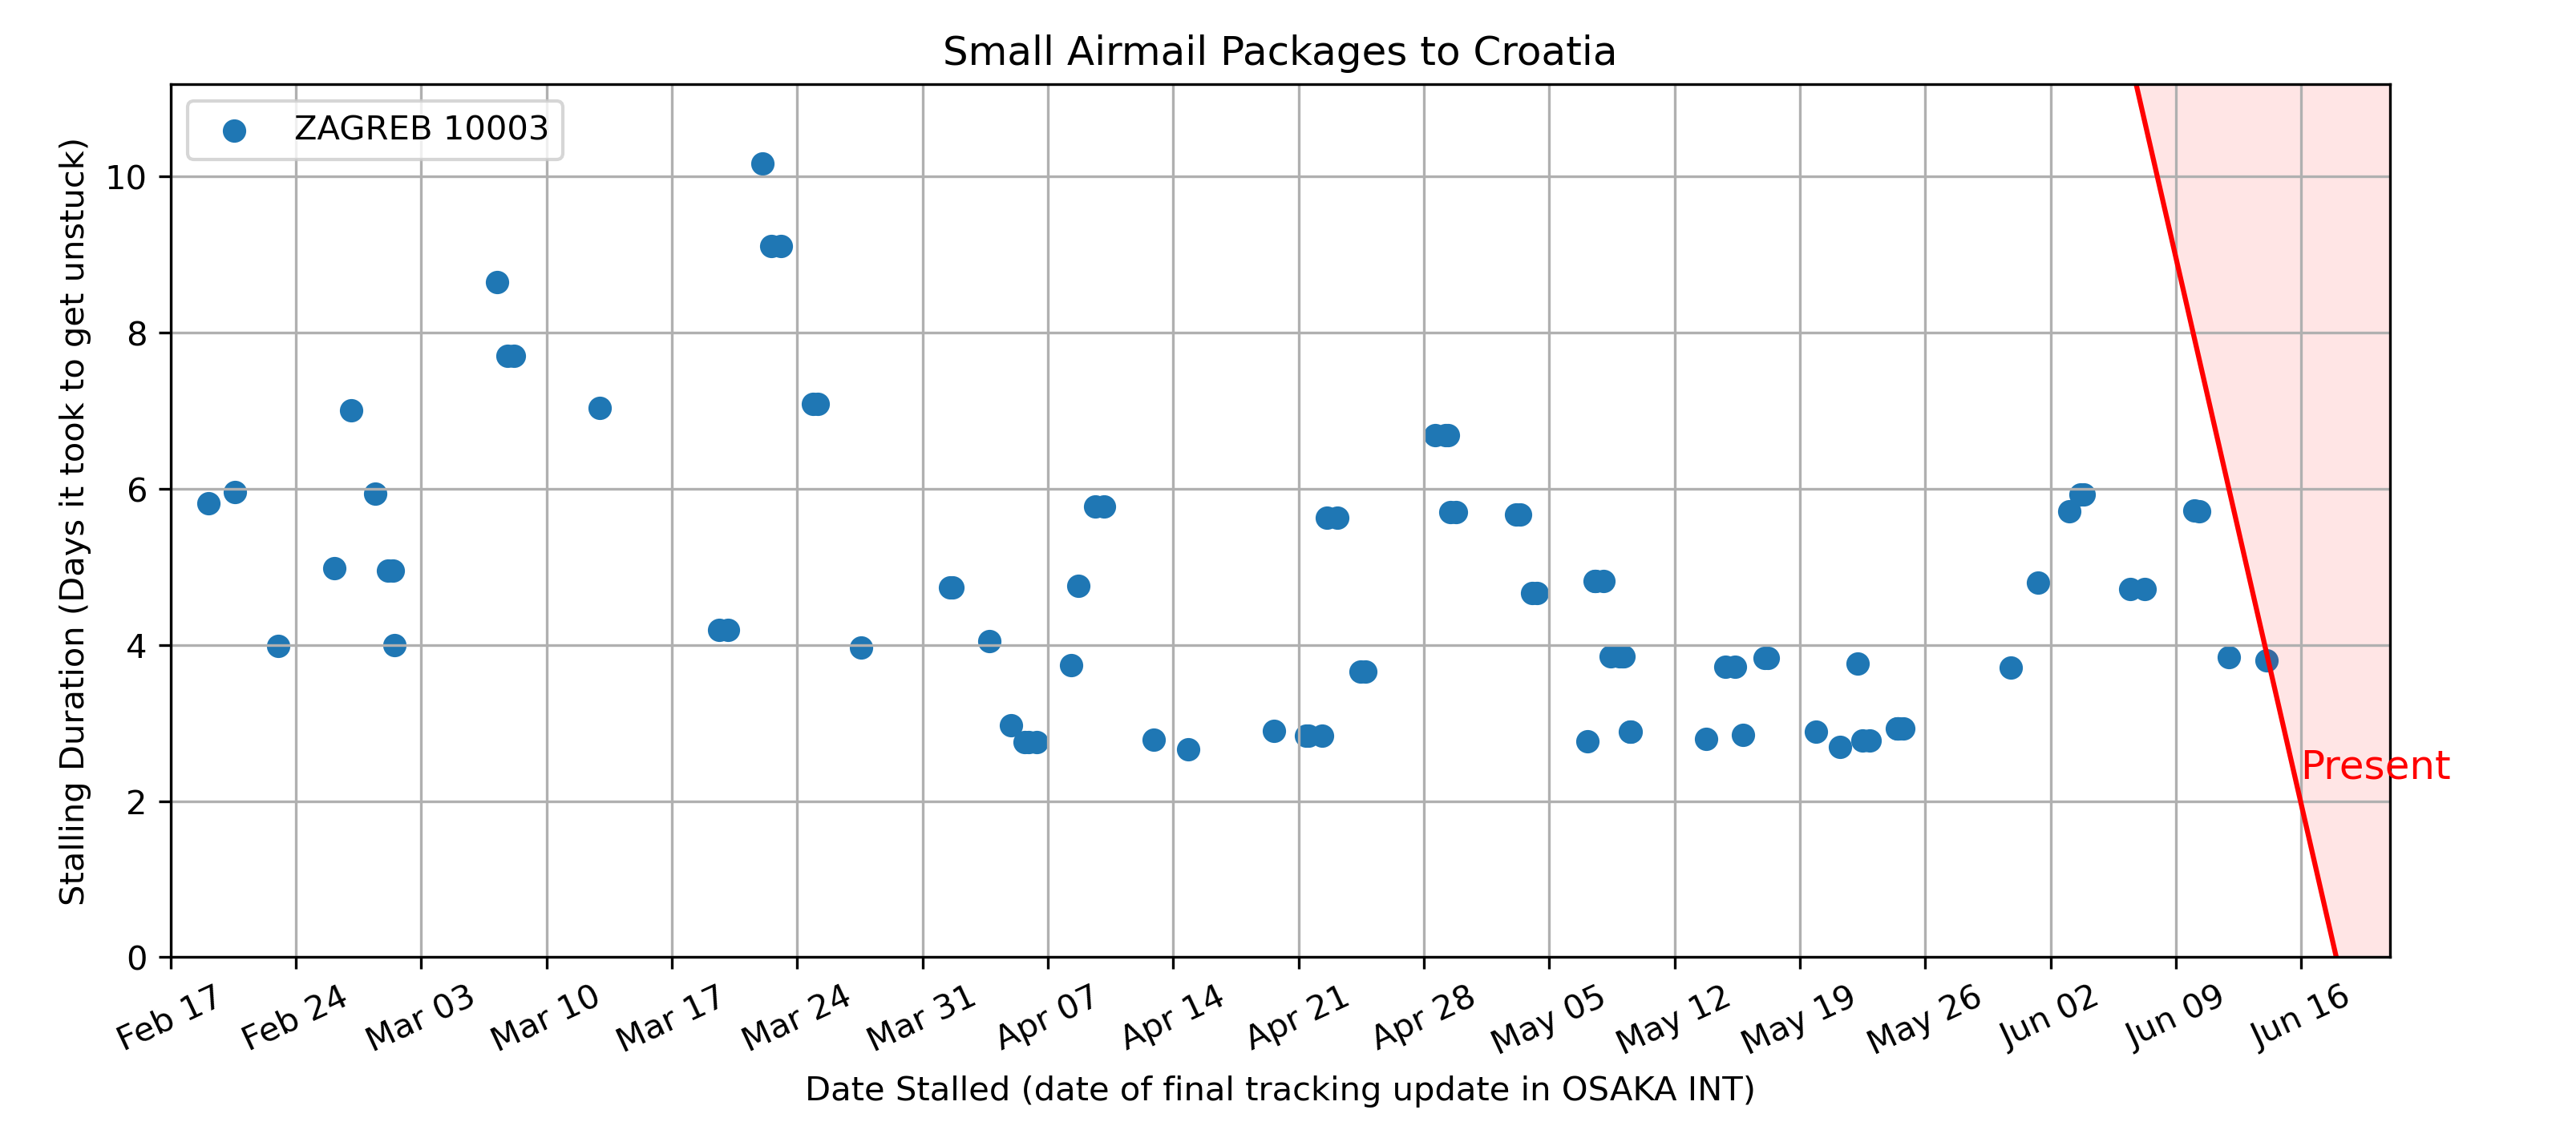 Small Airmail Packages to Croatia
ZAGREB 10003
Stalling Duration (Days it took to get unstuck)
10
8
6
4
2
0
Present
Feb 17
Feb 24
Mar 03
Mar 10
Mar 17
Mar 24
Mar 31
Apr 07
Apr 14
Apr 21
Apr 28
May 05
May 12
May 19
May 26
Jun 02
Jun 09
Jun 16
Date Stalled (date of final tracking update in OSAKA INT)